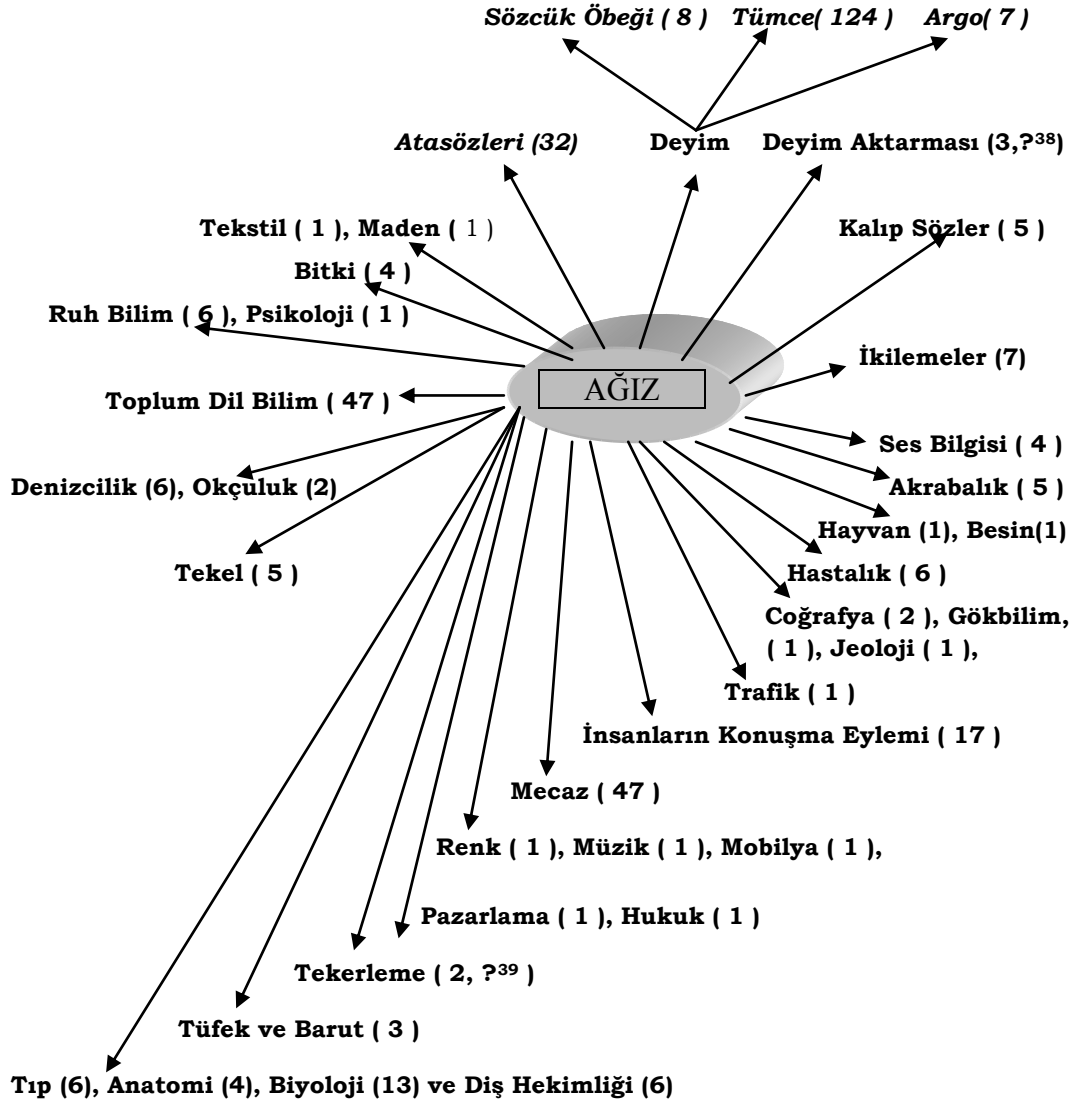 Sözcük Öbeği ( 8 ) Tümce( 124 ) Argo( 7 )
Atasözleri (32) Deyim Deyim Aktarması (3,?³⁸)
Tekstil ( 1 ), Maden ( 1 ) Kalıp Sözler ( 5 )
Bitki ( 4 )
Ruh Bilim ( 6 ), Psikoloji ( 1 )
İkilemeler (7)
AĞIZ
Toplum Dil Bilim ( 47 )
Ses Bilgisi ( 4 )
Denizcilik (6), Okçuluk (2) Akrabalık ( 5 )
Hayvan (1), Besin(1)
Tekel ( 5 ) Hastalık ( 6 )
Coğrafya ( 2 ), Gökbilim,
( 1 ), Jeoloji ( 1 ),
Trafik ( 1 )
İnsanların Konuşma Eylemi ( 17 )
Mecaz ( 47 )
Renk ( 1 ), Müzik ( 1 ), Mobilya ( 1 ),
Pazarlama ( 1 ), Hukuk ( 1 )
Tekerleme ( 2, ?³⁹ )
Tüfek ve Barut ( 3 )
Tıp (6), Anatomi (4), Biyoloji (13) ve Diş Hekimliği (6)